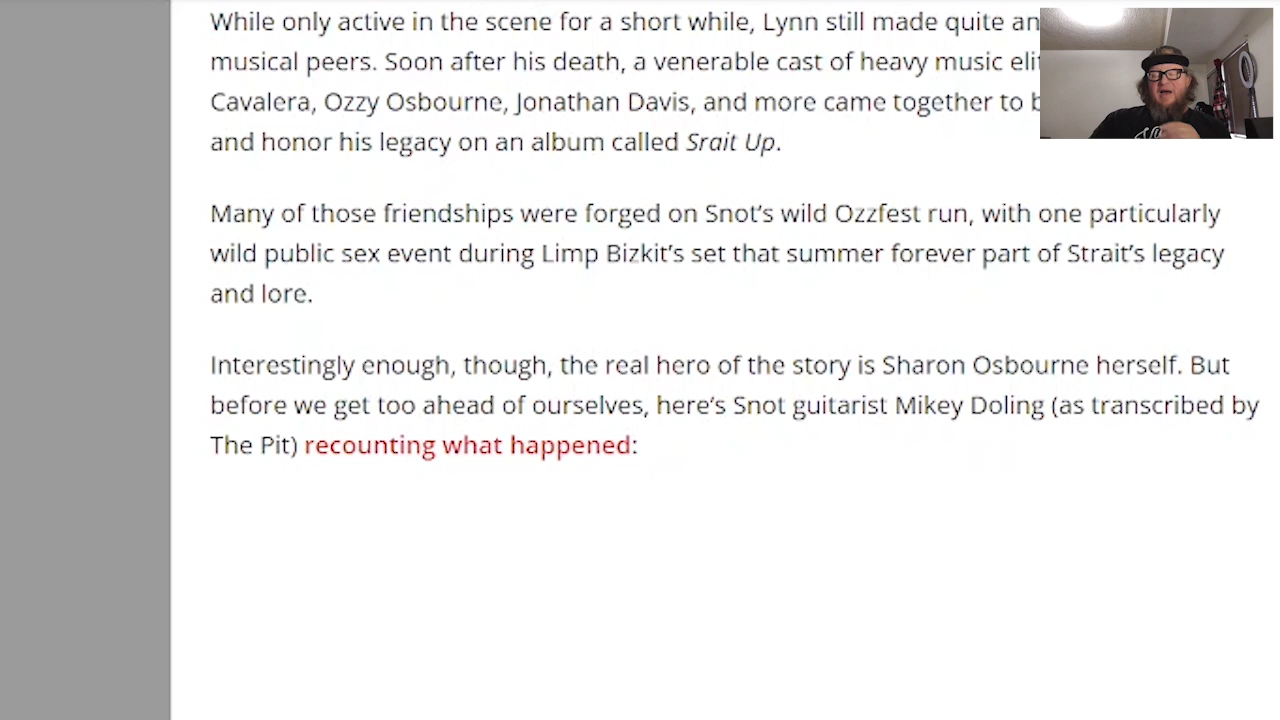 While only active in the scene for a short while, Lynn still made quite an
musical peers. Soon after his death, a venerable cast of heavy music
Cavalera, Ozzy Osbourne, Jonathan Davis, and more came together to
and honor his legacy on an album called Srait Up.
Many of those friendships were forged on Snot’s wild Ozzfest run, with one particularly
wild public sex event during Limp Bizkit’s set that summer forever part of Strait’s legacy
and lore.
Interestingly enough, though, the real hero of the story is Sharon Osbourne herself. But
before we get too ahead of ourselves, here’s Snot guitarist Mikey Doling (as transcribed by
The Pit) recounting what happened: